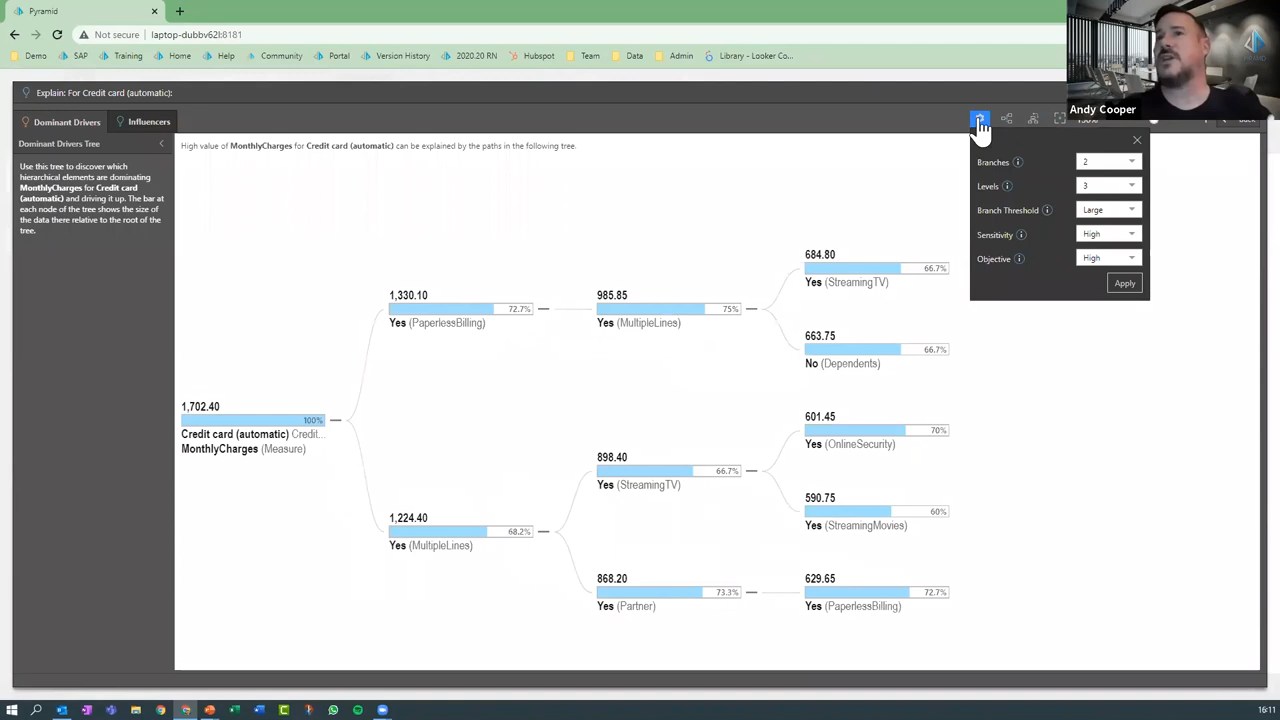 Pyramid
Not secure
laptop-dubbv62l:8181
Demo
SAP
Training
Home
Help
Community
Portal
Version History
2020.20 RN
Hubspot
Team
Data
Admin
Library - Looker Co...
Andy Cooper
Explain: For Credit card (automatic):
Dominant Drivers
Influencers
Dominant Drivers Tree
Use this tree to discover which
hierarchical elements are dominating
MonthlyCharges for Credit card
(automatic) and driving it up. The bar at
each node of the tree shows the size of
the data there relative to the root of the
tree.
High value of MonthlyCharges for Credit card (automatic) can be explained by the paths in the following tree.
Branches
2
Levels
3
Branch Threshold
Large
Sensitivity
High
Objective
High
Apply
1,702.40
100%
Credit card (automatic) Credit...
MonthlyCharges (Measure)
1,330.10
72.7%
Yes (PaperlessBilling)
1,224.40
68.2%
Yes (MultipleLines)
985.85
75%
Yes (MultipleLines)
898.40
66.7%
Yes (StreamingTV)
868.20
73.3%
Yes (Partner)
684.80
66.7%
Yes (StreamingTV)
663.75
66.7%
No (Dependents)
601.45
70%
Yes (OnlineSecurity)
590.75
60%
Yes (StreamingMovies)
629.65
72.7%
Yes (PaperlessBilling)
16:11